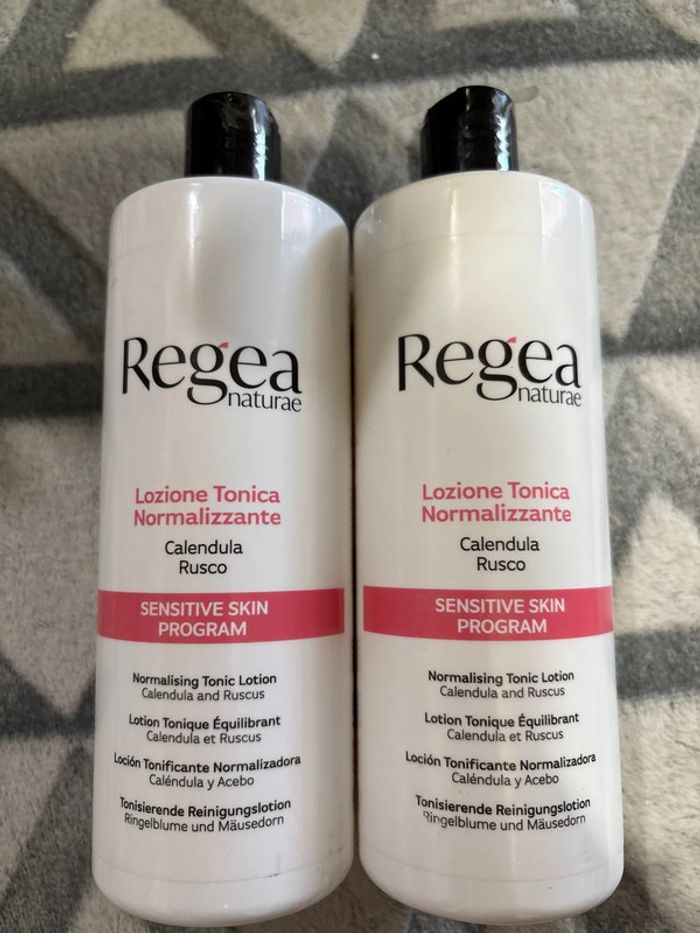 Regea
naturae
Lozione Tonica
Normalizzante
Calendula
Rusco
SENSITIVE SKIN
PROGRAM
Normalising Tonic Lotion
Calendula and Ruscus
Lotion Tonique Équilibrant
Calendula et Ruscus
Loción Tonificante Normalizadora
Caléndula y Acebo
Tonisierende Reinigungslotion
Ringelblume und Mäusedorn
Regea
naturae
Lozione Tonica
Normalizzante
Calendula
Rusco
SENSITIVE SKIN
PROGRAM
Normalising Tonic Lotion
Calendula and Ruscus
Lotion Tonique Équilibrant
Calendula et Ruscus
Loción Tonificante Normalizadora
Caléndula y Acebo
Tonisierende Reinigungslotion
Ringelblume und Mäusedorn